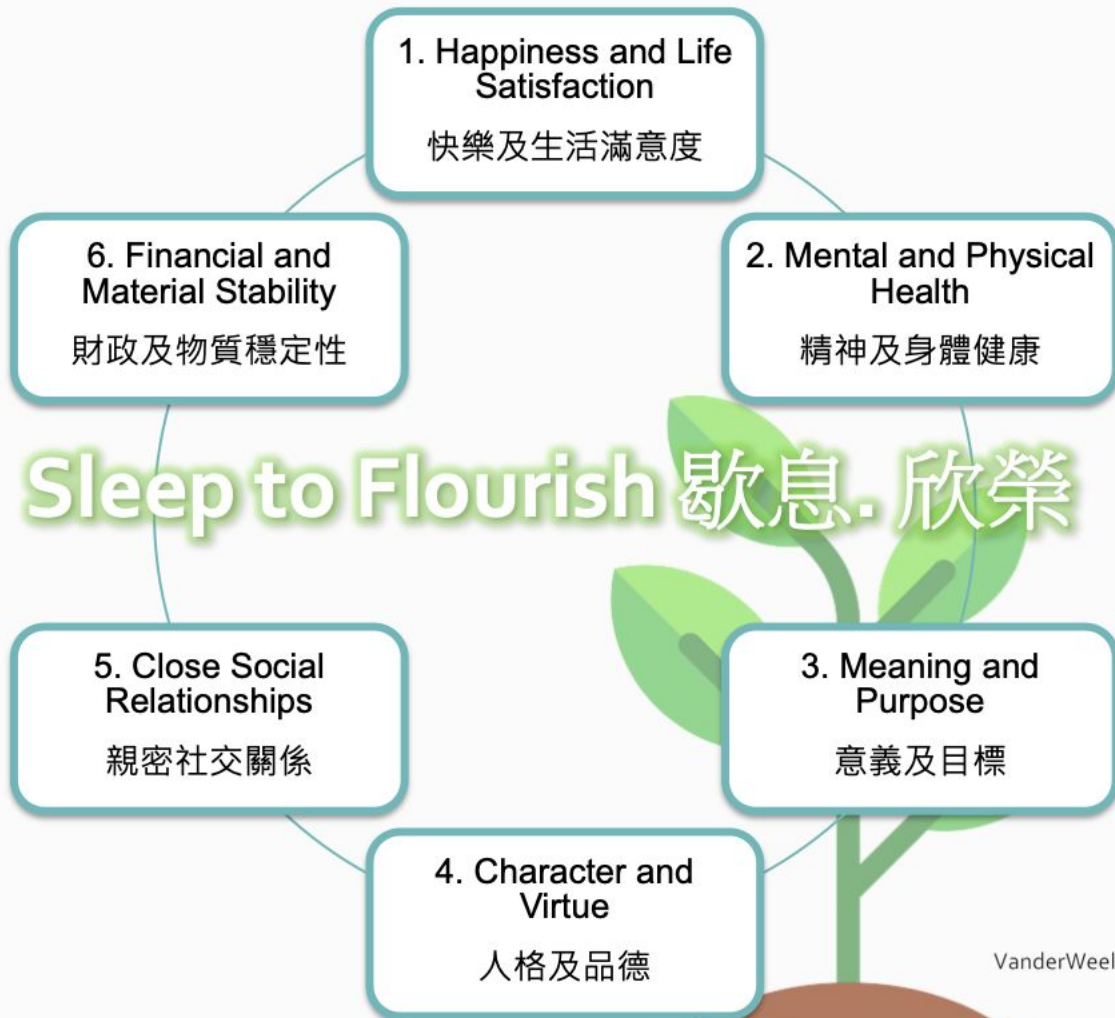 1. Happiness and Life
Satisfaction
快樂及生活滿意度
6. Financial and
Material Stability
財政及物質穩定性
2. Mental and Physical
Health
精神及身體健康
Sleep to Flourish 歇息. 欣榮
5. Close Social
Relationships
親密社交關係
3. Meaning and
Purpose
意義及目標
4. Character and
Virtue
人格及品德
VanderWeel